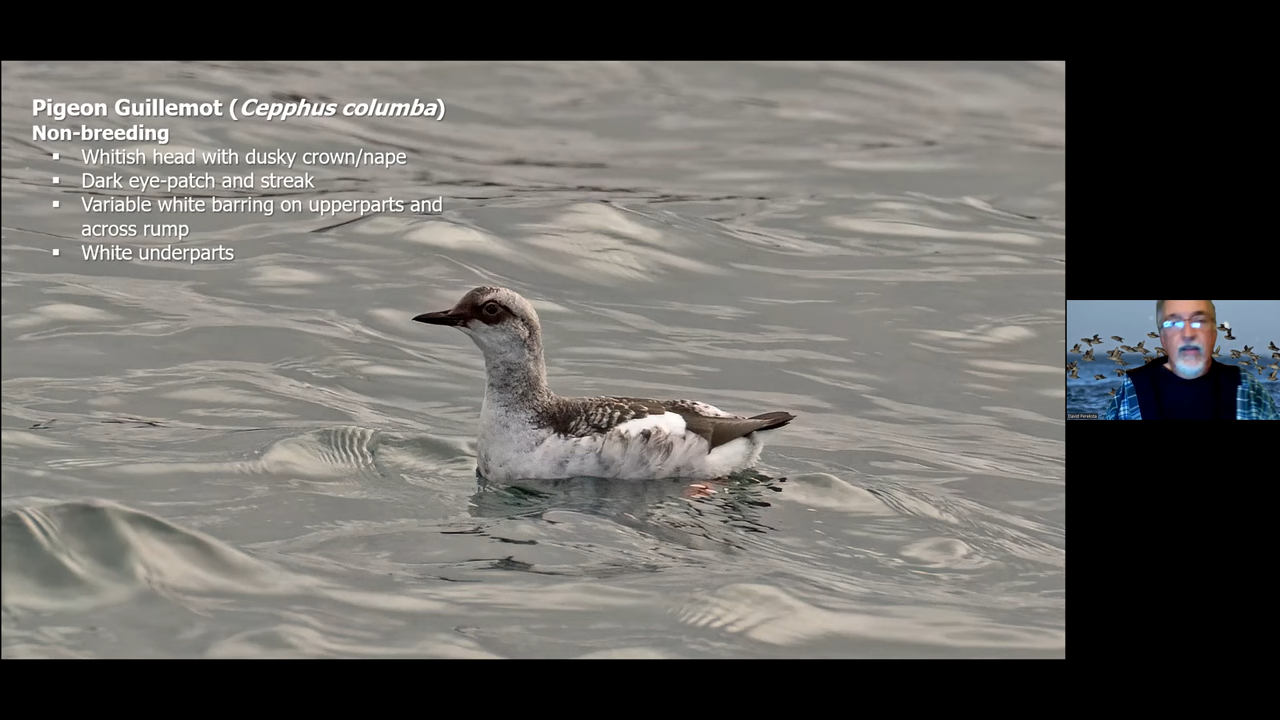 Pigeon Guillemot (Cepphus columba)
Non-breeding
▪ Whitish head with dusky crown/nape
▪ Dark eye-patch and streak
▪ Variable white barring on upperparts and
across rump
▪ White underparts
David